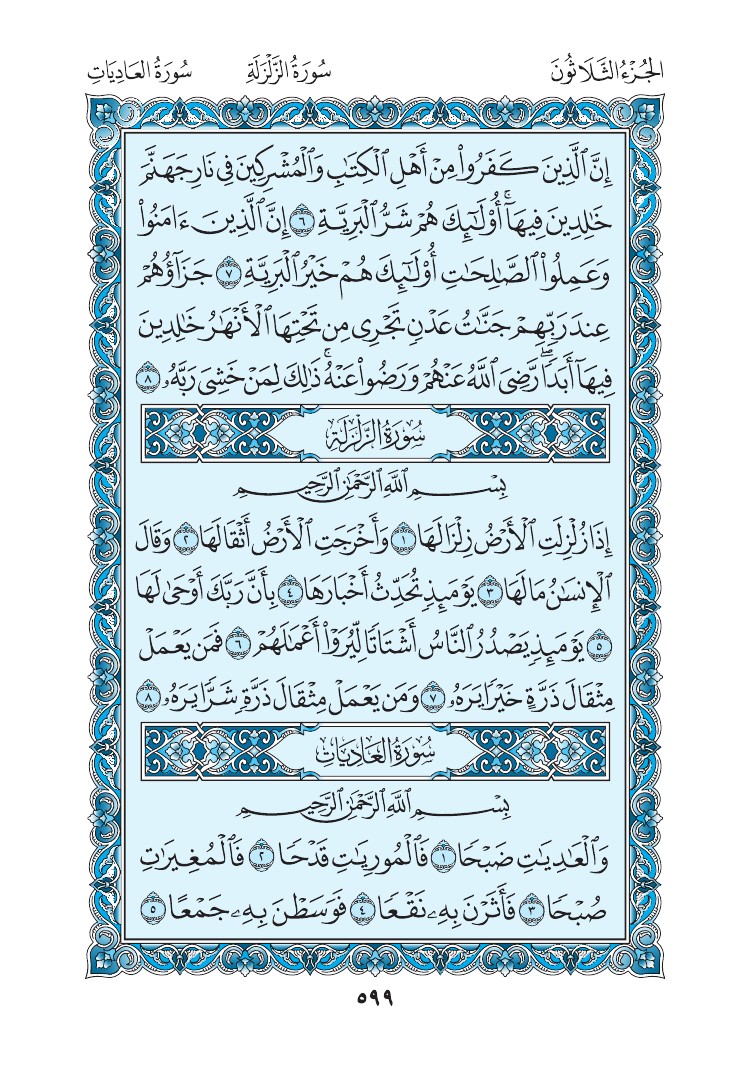 الجُزْءُ الثَّلَاثُونَ سُورَةُ الزَّلْزَلَةِ سُورَةُ العَادِيَاتِ
إِنَّ ٱلَّذِينَ كَفَرُوا۟ مِنْ أَهْلِ ٱلْكِتَٰبِ وَٱلْمُشْرِكِينَ فِى نَارِ جَهَنَّمَ
خَٰلِدِينَ فِيهَآ ۚ أُو۟لَٰٓئِكَ هُمْ شَرُّ ٱلْبَرِيَّةِ ٦ إِنَّ ٱلَّذِينَ ءَامَنُوا۟
وَعَمِلُوا۟ ٱلصَّٰلِحَٰتِ أُو۟لَٰٓئِكَ هُمْ خَيْرُ ٱلْبَرِيَّةِ ٧ جَزَآؤُهُمْ
عِندَ رَبِّهِمْ جَنَّٰتُ عَدْنٍ تَجْرِى مِن تَحْتِهَا ٱلْأَنْهَٰرُ خَٰلِدِينَ
فِيهَآ أَبَدًا ۖ رَّضِىَ ٱللَّهُ عَنْهُمْ وَرَضُوا۟ عَنْهُ ۚ ذَٰلِكَ لِمَنْ خَشِىَ رَبَّهُۥ ٨
سُورَةُ الزَّلْزَلَةِ
بِسْمِ ٱللَّهِ ٱلرَّحْمَٰنِ ٱلرَّحِيمِ
إِذَا زُلْزِلَتِ ٱلْأَرْضُ زِلْزَالَهَا ١ وَأَخْرَجَتِ ٱلْأَرْضُ أَثْقَالَهَا ٢ وَقَالَ
ٱلْإِنسَٰنُ مَا لَهَا ٣ يَوْمَئِذٍ تُحَدِّثُ أَخْبَارَهَا ٤ بِأَنَّ رَبَّكَ أَوْحَىٰ لَهَا
٥ يَوْمَئِذٍ يَصْدُرُ ٱلنَّاسُ أَشْتَاتًا لِّيُرَوْا۟ أَعْمَٰلَهُمْ ٦ فَمَن يَعْمَلْ
مِثْقَالَ ذَرَّةٍ خَيْرًا يَرَهُۥ ٧ وَمَن يَعْمَلْ مِثْقَالَ ذَرَّةٍ شَرًّا يَرَهُۥ ٨
سُورَةُ العَادِيَاتِ
بِسْمِ ٱللَّهِ ٱلرَّحْمَٰنِ ٱلرَّحِيمِ
وَٱلْعَٰدِيَٰتِ ضَبْحًا ١ فَٱلْمُورِيَٰتِ قَدْحًا ٢ فَٱلْمُغِيرَٰتِ
صُبْحًا ٣ فَأَثَرْنَ بِهِۦ نَقْعًا ٤ فَوَسَطْنَ بِهِۦ جَمْعًا ٥
٥٩٩